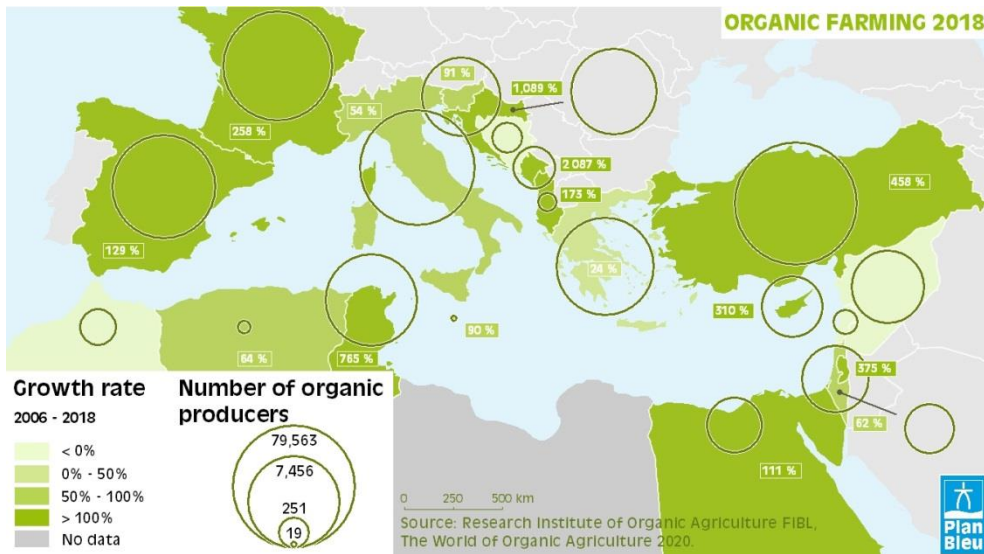 ORGANIC FARMING 2018
91 %
1,089 %
54 %
258 %
2 087 %
173 %
458 %
129 %
24 %
310 %
90 %
64 %
765 %
375 %
62 %
111 %
Growth rate
2006 - 2018
< 0%
0% - 50%
50% - 100%
> 100%
No data
Number of organic
producers
79,563
7,456
251
19
0 250 500 km
Source: Research Institute of Organic Agriculture FIBL,
The World of Organic Agriculture 2020.
Plan
Bleu